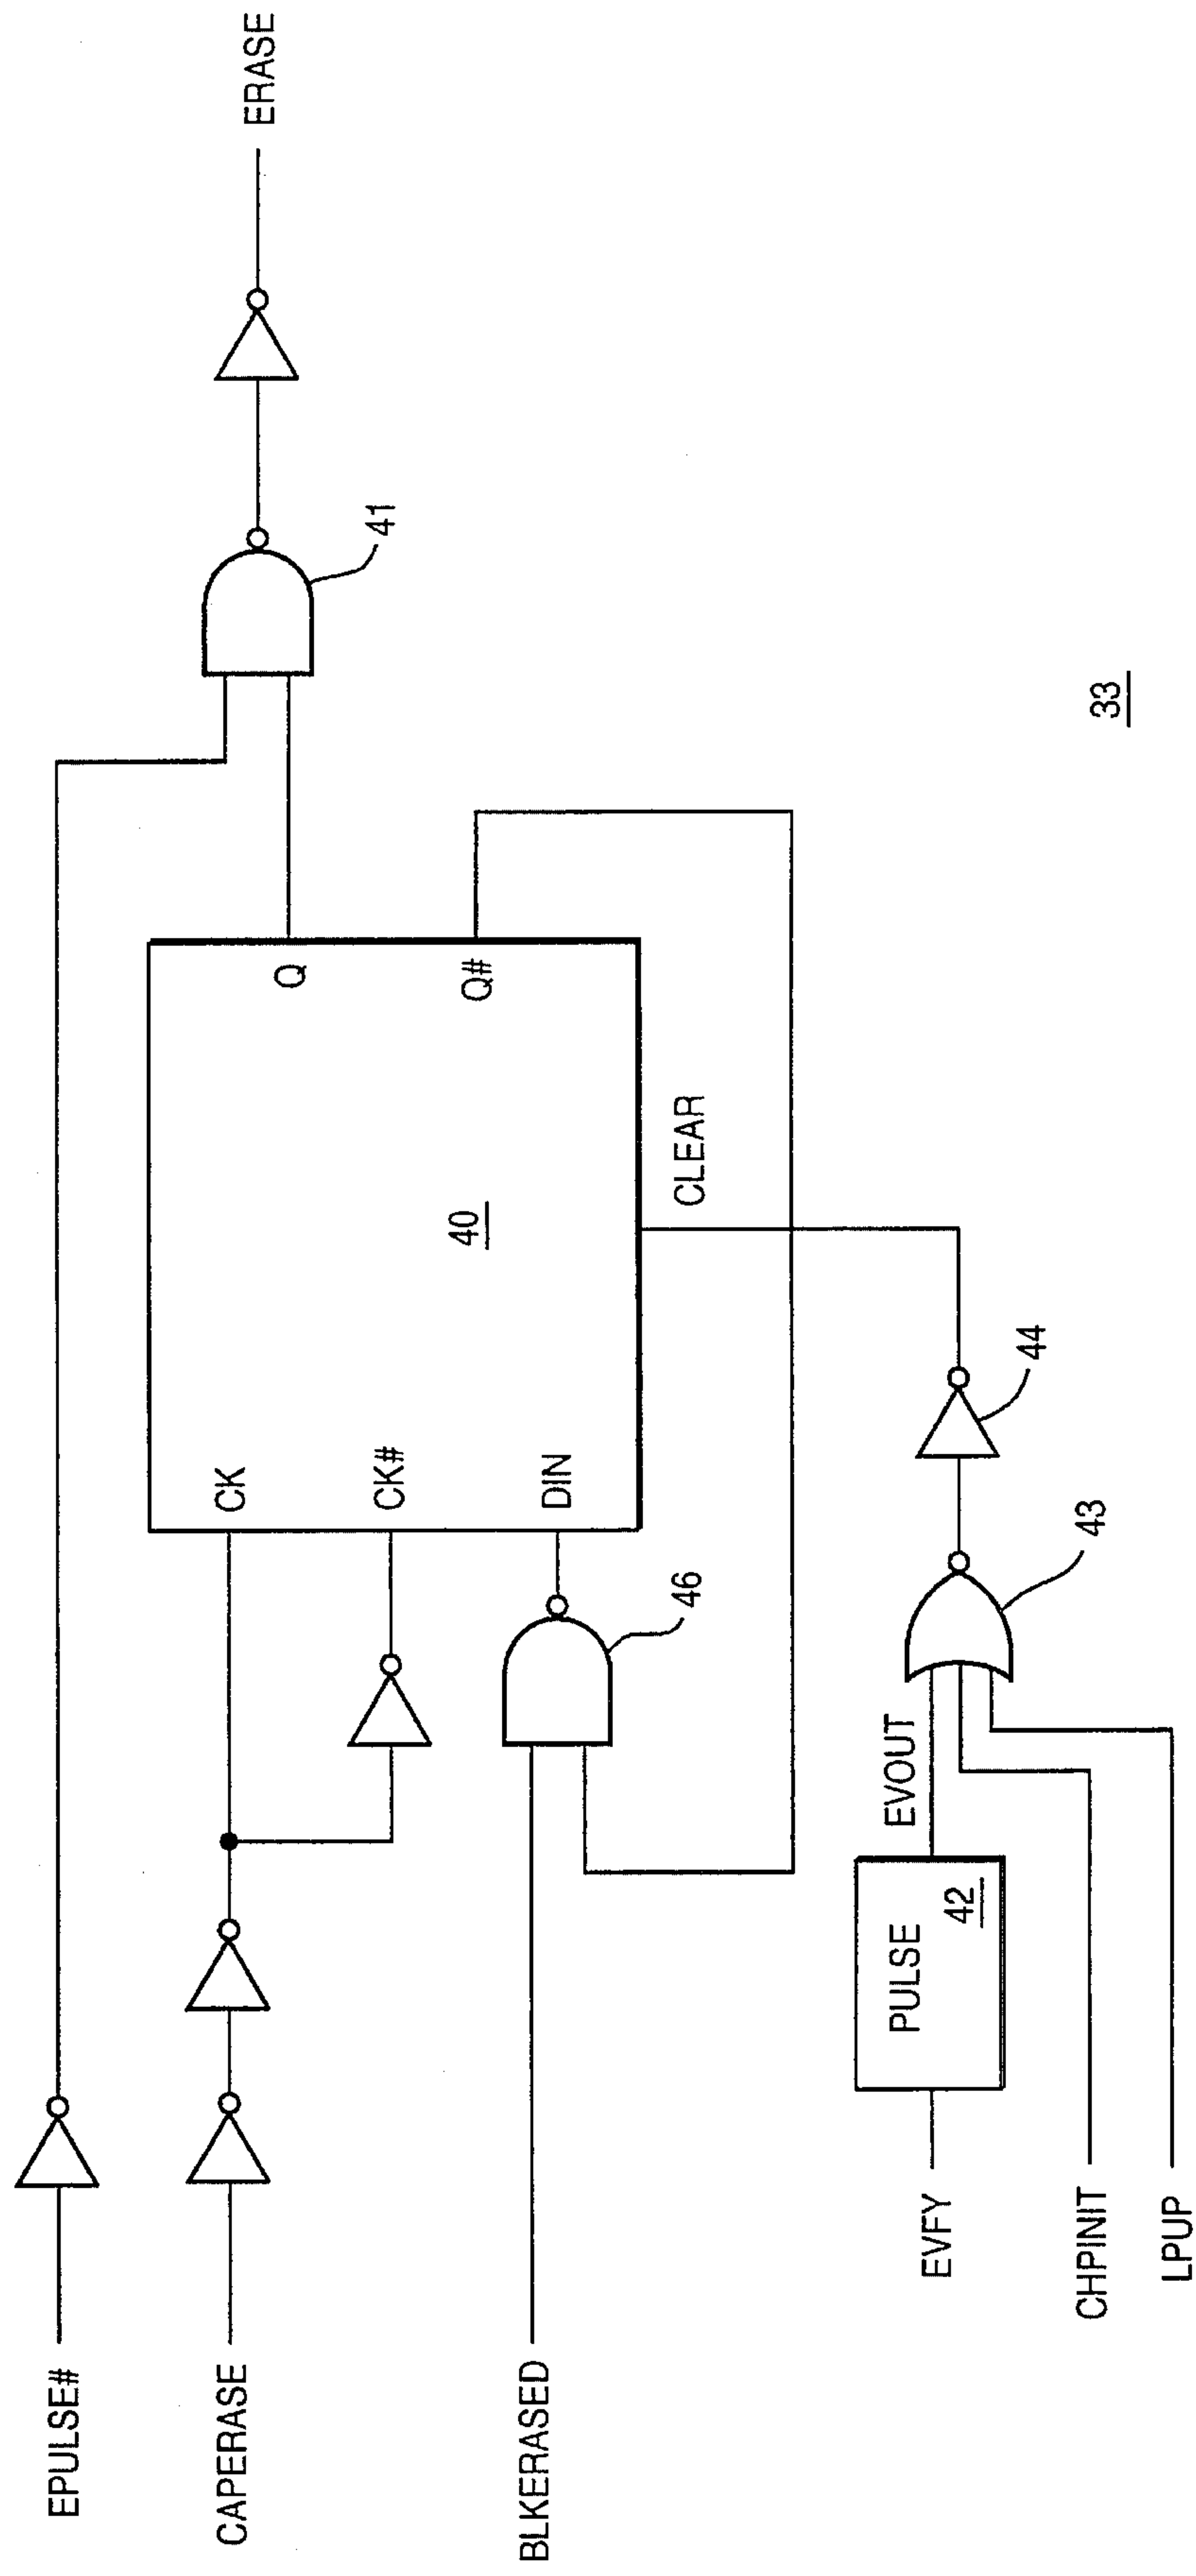 EPULSE#
CAPERASE
BLKERASED
CK
CK#
DIN
40
Q
Q#
CLEAR
41
ERASE
46
EVFY
CHPINIT
LPUP
PULSE
42
EVOUT
43
44
33